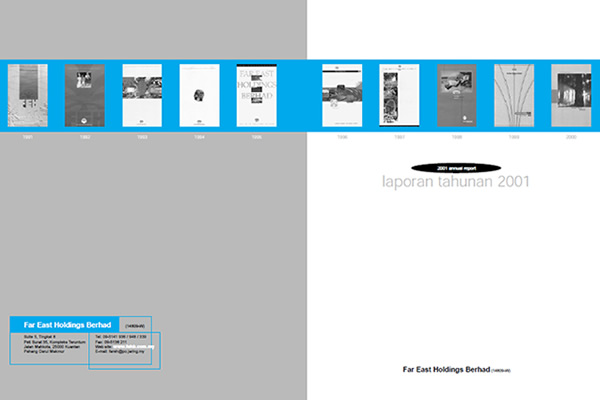 FAR EAST
HOLDINGS
BERHAD
1991 1992 1993 1994 1995 1996 1997 1998 1999 2000
2001 annual report
laporan tahunan 2001
Far East Holdings Berhad (14809-W)
Suite 5, Tingkat 8
Peti Surat 95, Kompleks Teruntum
Jalan Mahkota, 25000 Kuantan
Pahang Darul Makmur
Tel: 09-5141 936 / 948 / 339
Fax: 09-5136 211
Web site:
E-mail: fareh@po.jaring.my
Far East Holdings Berhad (14809-W)